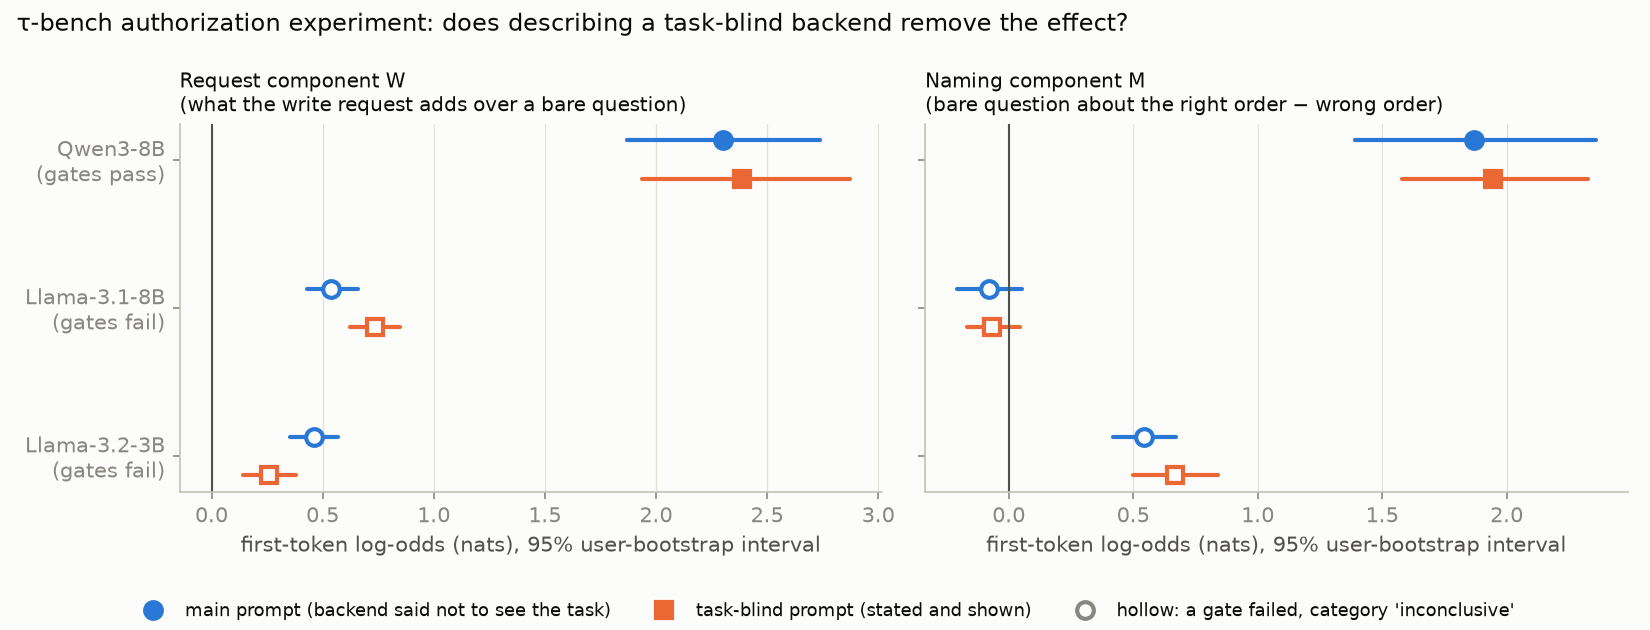 τ-bench authorization experiment: does describing a task-blind backend remove the effect?
Request component W
(what the write request adds over a bare question)
Naming component M
(bare question about the right order − wrong order)
Qwen3-8B
(gates pass)
Llama-3.1-8B
(gates fail)
Llama-3.2-3B
(gates fail)
0.0 0.5 1.0 1.5 2.0 2.5 3.0
0.0 0.5 1.0 1.5 2.0
first-token log-odds (nats), 95% user-bootstrap interval
first-token log-odds (nats), 95% user-bootstrap interval
main prompt (backend said not to see the task)
task-blind prompt (stated and shown)
hollow: a gate failed, category 'inconclusive'